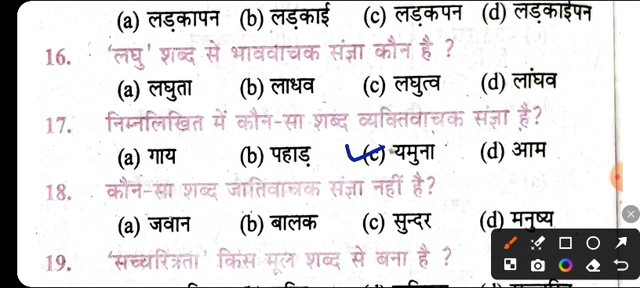 (a) लड़कापन (b) लड़काई (c) लड़कपन (d) लड़काईपन
16. 'लघु' शब्द से भाववाचक संज्ञा कौन है ?
(a) लघुता (b) लाधव (c) लघुत्व (d) लांघव
17. निम्नलिखित में कौन-सा शब्द व्यक्तिवाचक संज्ञा है?
(a) गाय (b) पहाड़ (c) यमुना (d) आम
18. कौन-सा शब्द जातिवाचक संज्ञा नहीं है?
(a) जवान (b) बालक (c) सुन्दर (d) मनुष्य
19. 'सच्चरित्रता' किस मूल शब्द से बना है ?